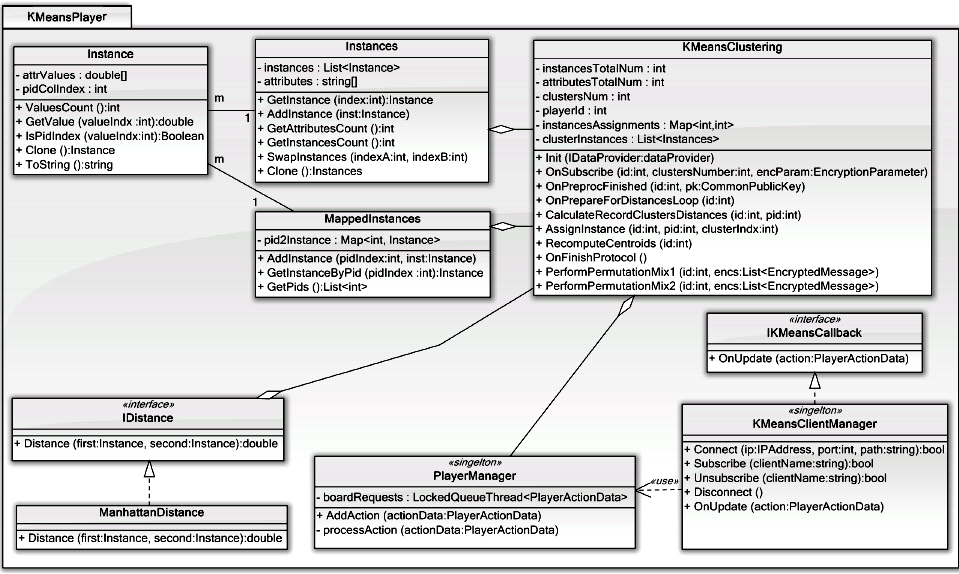 KMeansPlayer
Instance
- attrValues : double[]
- pidColIndex : int
+ ValuesCount ():int
+ GetValue (valueIndx :int):double
+ IsPidIndex (valueIndx:int):Boolean
+ Clone ():Instance
+ ToString ():string
m
1
m
1
Instances
- instances : List<Instance>
- attributes : string[]
+ GetInstance (index:int):Instance
+ AddInstance (inst:Instance)
+ GetAttributesCount ():int
+ GetInstancesCount ():int
+ SwapInstances (indexA:int, indexB:int)
+ Clone ():Instances
MappedInstances
- pid2Instance : Map<int, Instance>
+ AddInstance (pidIndex:int, inst:Instance)
+ GetInstanceByPid (pidIndex :int):Instance
+ GetPids ():List<int>
KMeansClustering
- instancesTotalNum : int
- attributesTotalNum : int
- clustersNum : int
- playerId : int
- instancesAssignments : Map<int,int>
- clusterInstances : List<Instances>
+ Init (IDataProvider:dataProvider)
+ OnSubscribe (id:int, clustersNumber:int, encParam:EncryptionParameter)
+ OnPreprocFinished (id:int, pk:CommonPublicKey)
+ OnPrepareForDistancesLoop (id:int)
+ CalculateRecordClustersDistances (id:int, pid:int)
+ AssignInstance (id:int, pid:int, clusterIndx:int)
+ RecomputeCentroids (id:int)
+ OnFinishProtocol ()
+ PerformPermutationMix1 (id:int, encs:List<EncryptedMessage>)
+ PerformPermutationMix2 (id:int, encs:List<EncryptedMessage>)
«interface»
IKMeansCallback
+ OnUpdate (action:PlayerActionData)
«interface»
IDistance
+ Distance (first:Instance, second:Instance):double
ManhattanDistance
+ Distance (first:Instance, second:Instance):double
«singelton»
PlayerManager
- boardRequests : LockedQueueThread<PlayerActionData>
+ AddAction (actionData:PlayerActionData)
- processAction (actionData:PlayerActionData)
«use»
«singelton»
KMeansClientManager
+ Connect (ip:IPAddress, port:int, path:string):bool
+ Subscribe (clientName:string):bool
+ Unsubscribe (clientName:string):bool
+ Disconnect ()
+ OnUpdate (action:PlayerActionData)